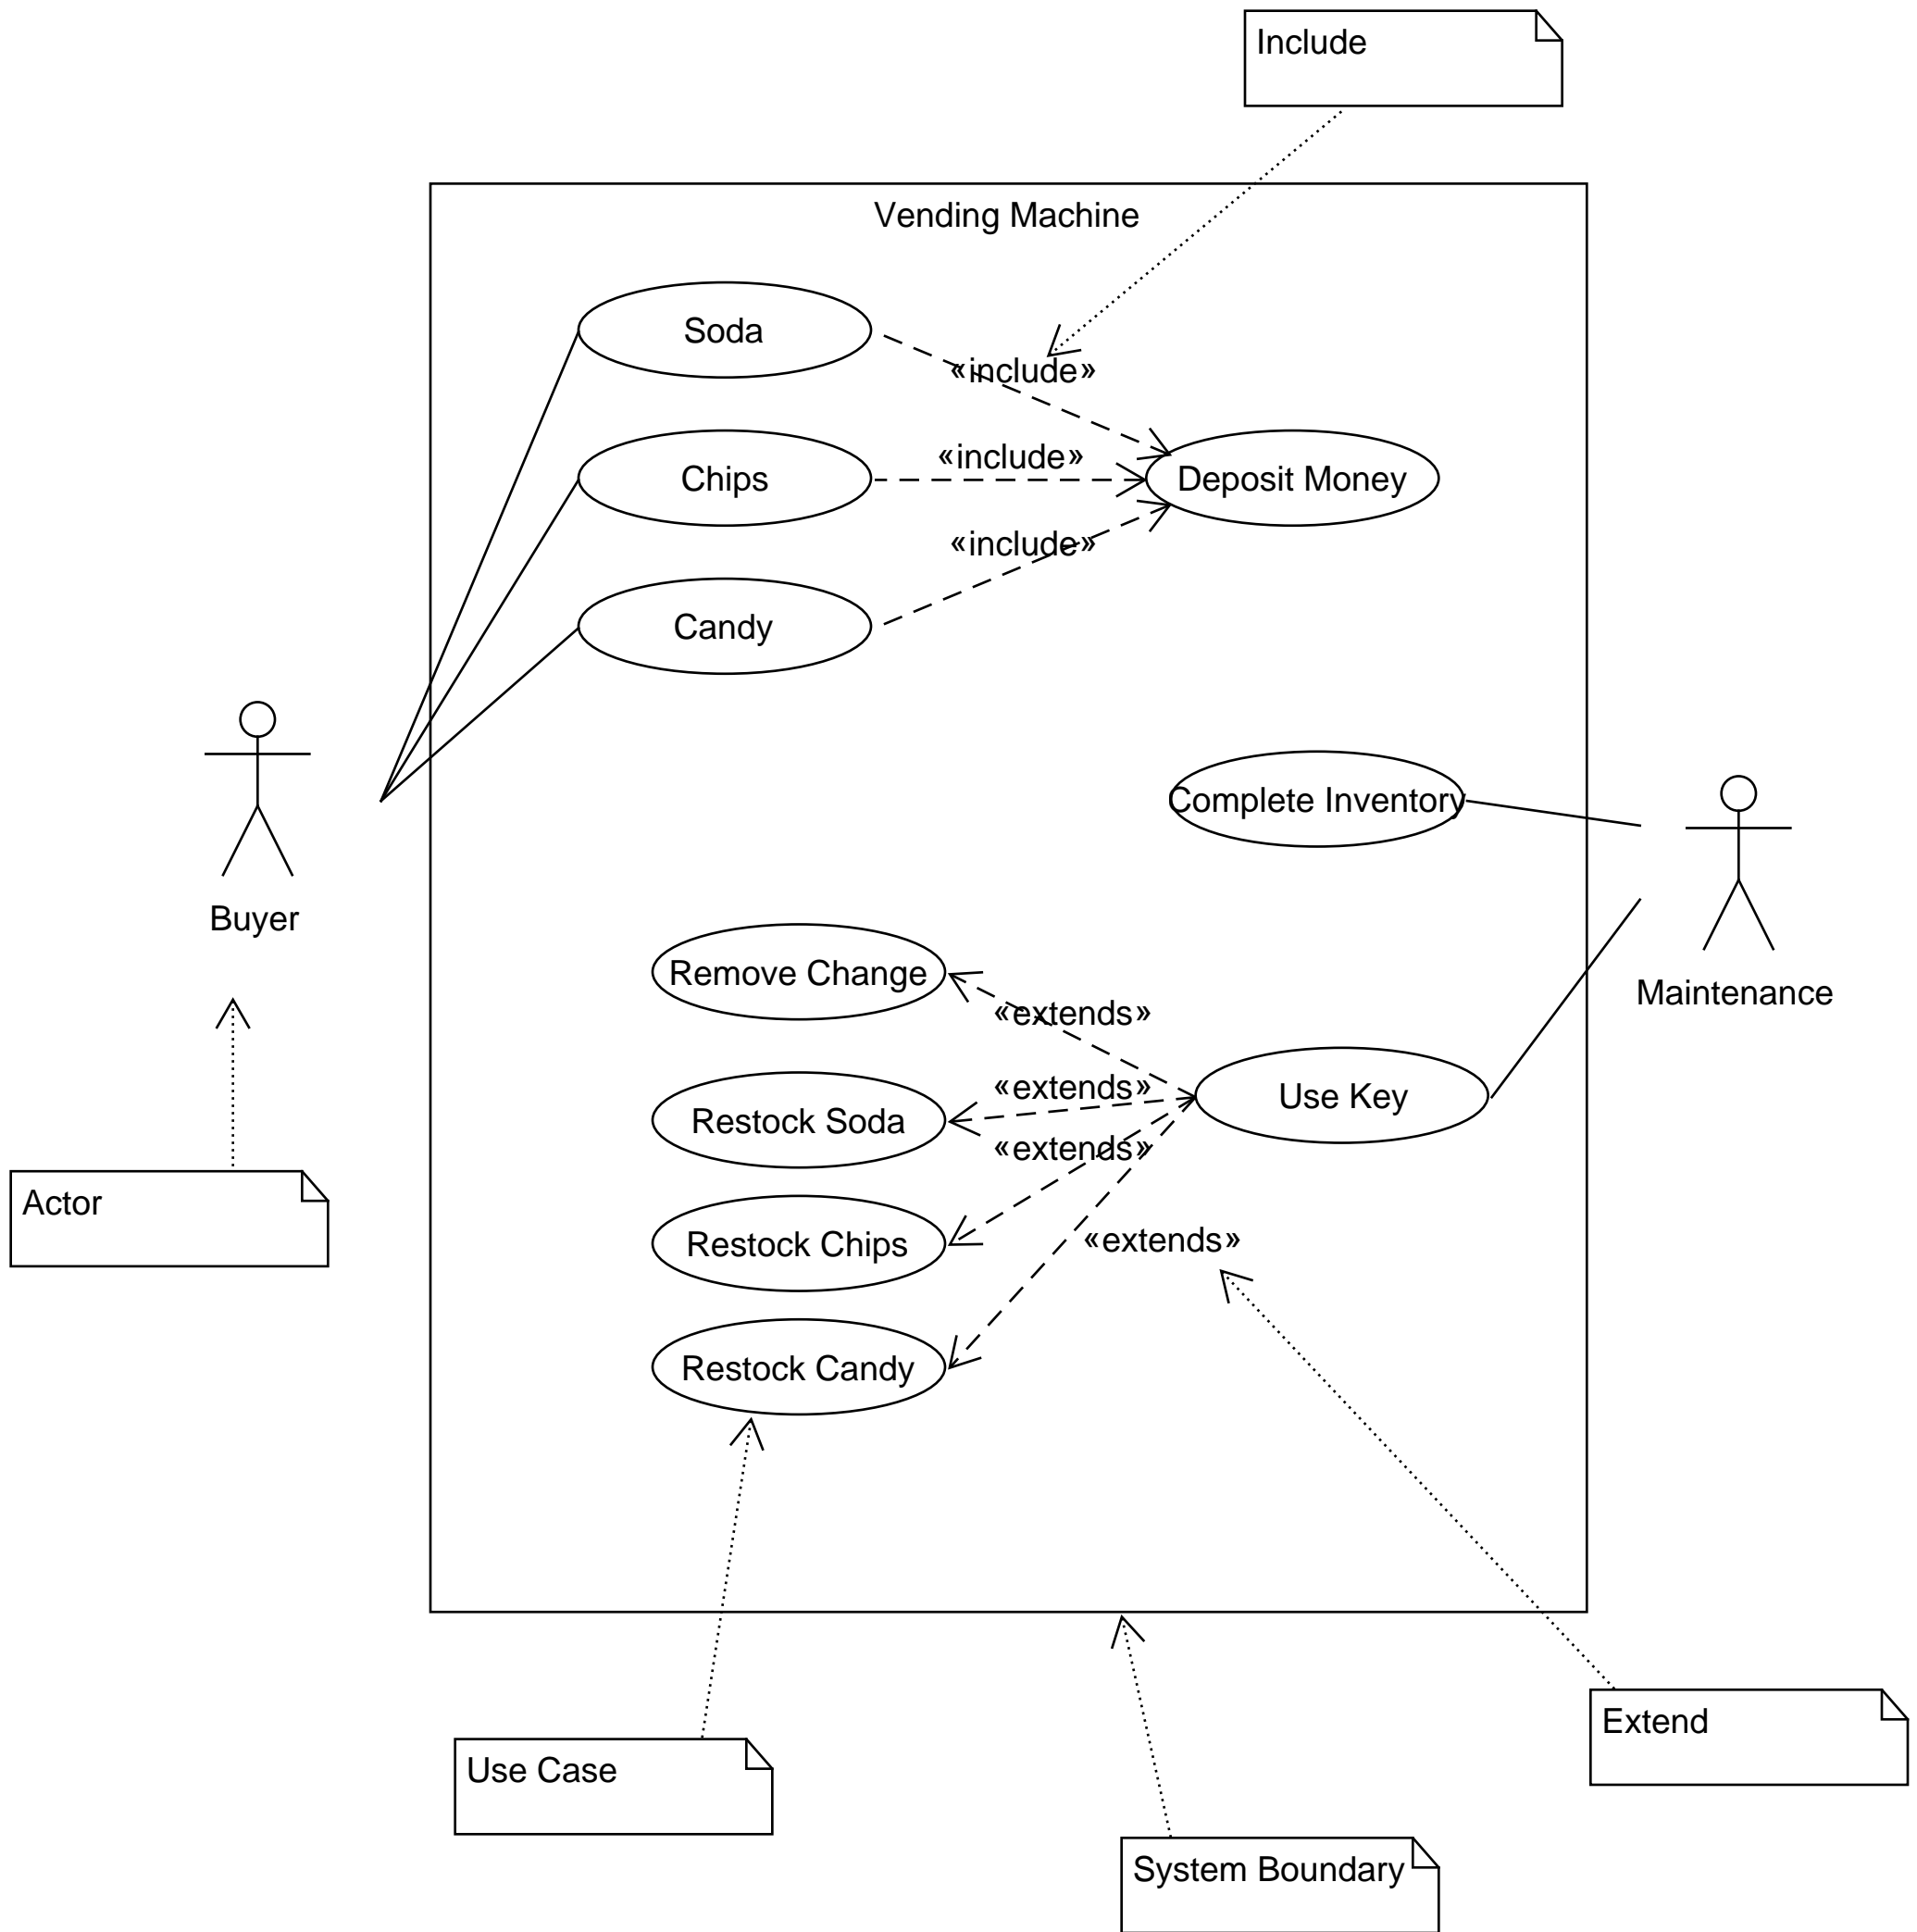 Include
Vending Machine
Soda
«include»
Chips
«include»
Deposit Money
«include»
Candy
Complete Inventory
Buyer
Remove Change
Maintenance
«extends»
«extends»
Use Key
Restock Soda
«extends»
Actor
Restock Chips
«extends»
Restock Candy
Extend
Use Case
System Boundary